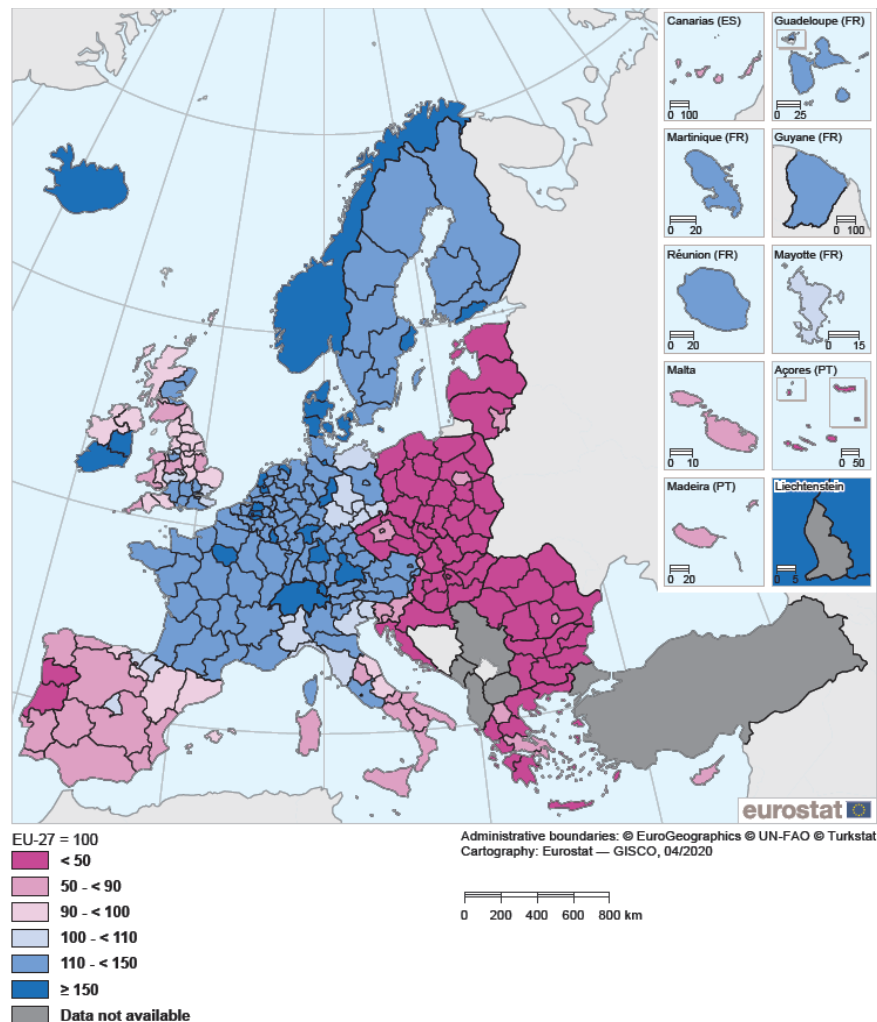 Canarias (ES)
0 100
Guadeloupe (FR)
0 25
Martinique (FR)
0 20
Guyane (FR)
0 100
Réunion (FR)
0 20
Mayotte (FR)
0 15
Malta
0 10
Açores (PT)
0 50
Madeira (PT)
0 20
Liechtenstein
0 5
eurostat
EU-27 = 100
< 50
50 - < 90
90 - < 100
100 - < 110
110 - < 150
≥ 150
Data not available
Administrative boundaries: © EuroGeographics © UN-FAO © Turkstat
Cartography: Eurostat — GISCO, 04/2020
0 200 400 600 800 km